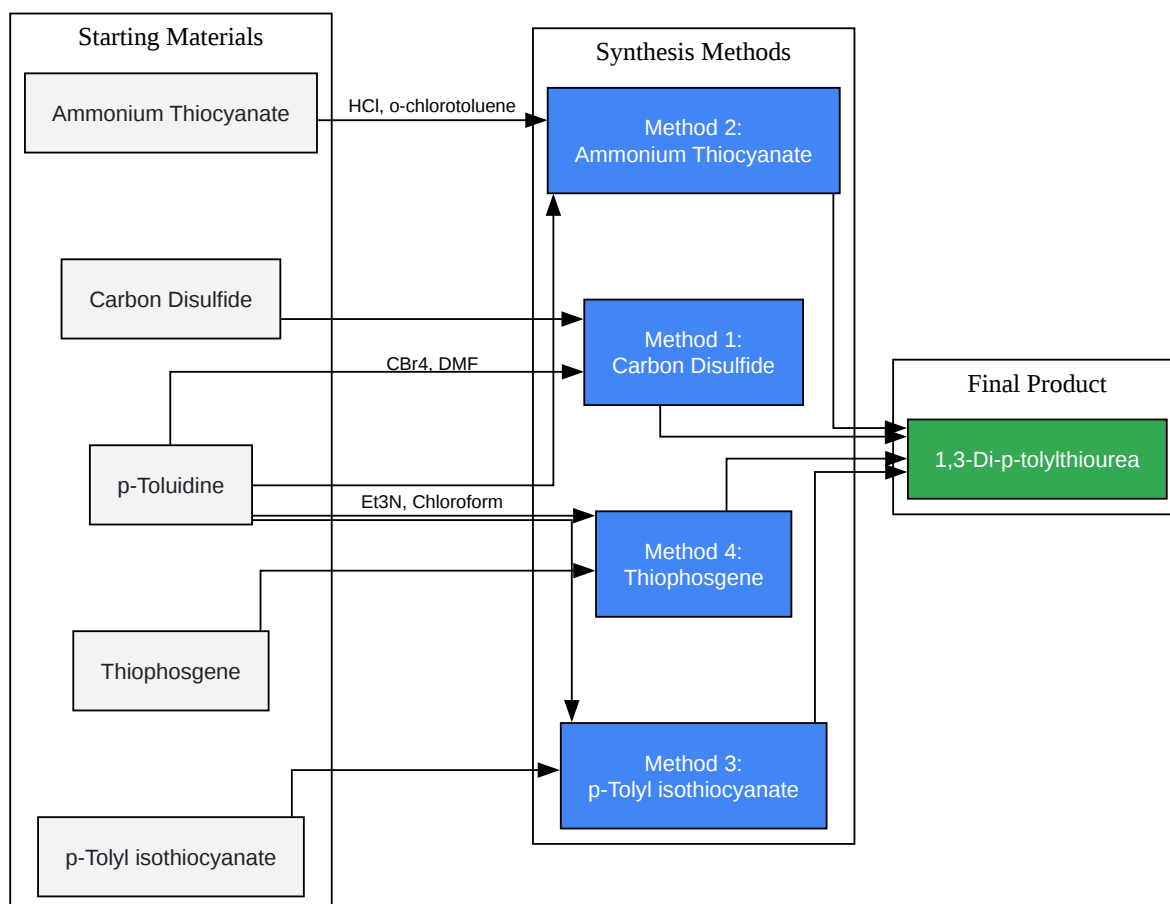 Starting Materials
Ammonium Thiocyanate
Carbon Disulfide
p-Toluidine
Thiophosgene
p-Tolyl isothiocyanate
HCl, o-chlorotoluene
CBr4, DMF
Et3N, Chloroform
Synthesis Methods
Method 2:
Ammonium Thiocyanate
Method 1:
Carbon Disulfide
Method 4:
Thiophosgene
Method 3:
p-Tolyl isothiocyanate
Final Product
1,3-Di-p-tolylthiourea